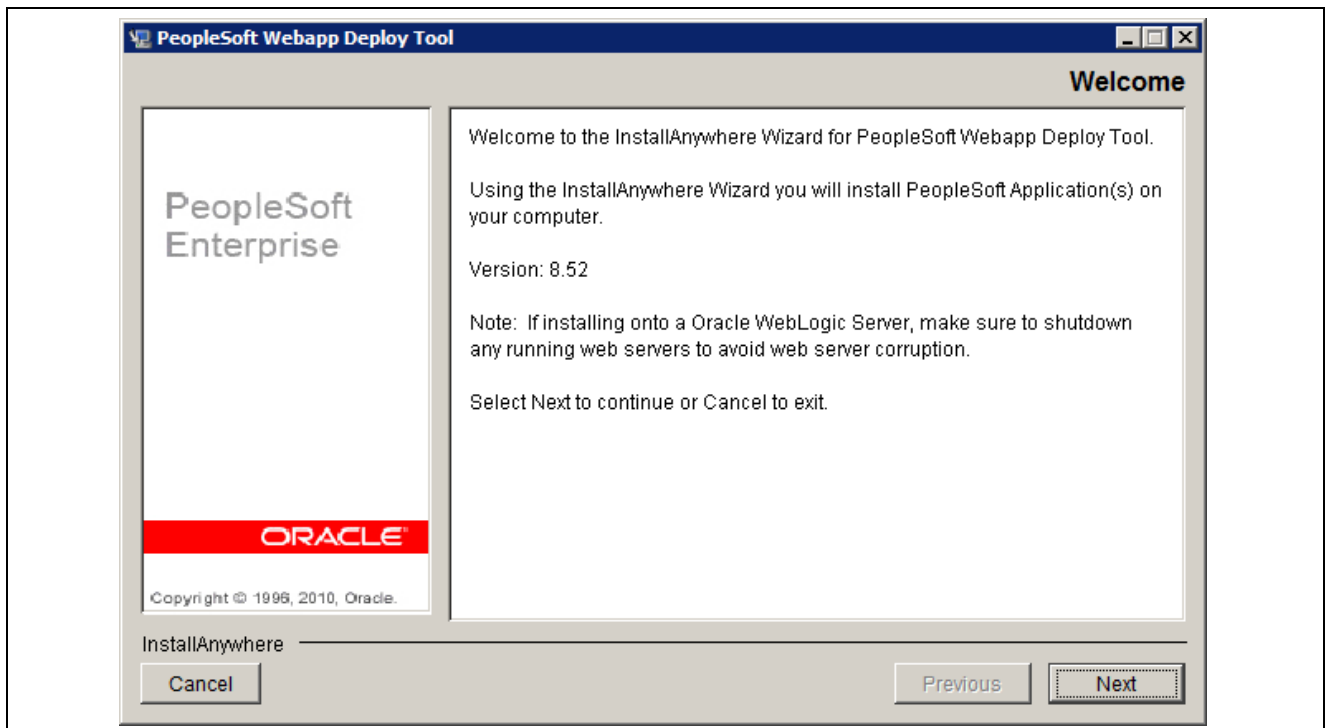 PeopleSoft Webapp Deploy Tool
Welcome
PeopleSoft
Enterprise
ORACLE
Copyright © 1996, 2010, Oracle.
Welcome to the InstallAnywhere Wizard for PeopleSoft Webapp Deploy Tool.
Using the InstallAnywhere Wizard you will install PeopleSoft Application(s) on
your computer.
Version: 8.52
Note:  If installing onto a Oracle WebLogic Server, make sure to shutdown
any running web servers to avoid web server corruption.
Select Next to continue or Cancel to exit.
InstallAnywhere
Cancel
Previous
Next